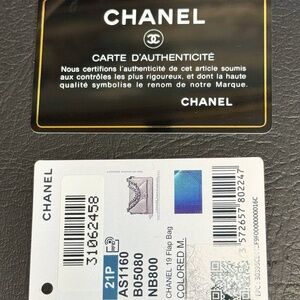 CHANEL
CARTE D'AUTHENTICITÉ
Nous certifions l'authenticité de cet article soumis
aux contrôles les plus rigoureux, et dont la haute
qualité symbolise le renom de notre Marque.
CHANEL
CHANEL
31062458
21P
AS1160
B05080
NB800
CHANEL 19 Flap Bag
COLORED M.
3572657802247